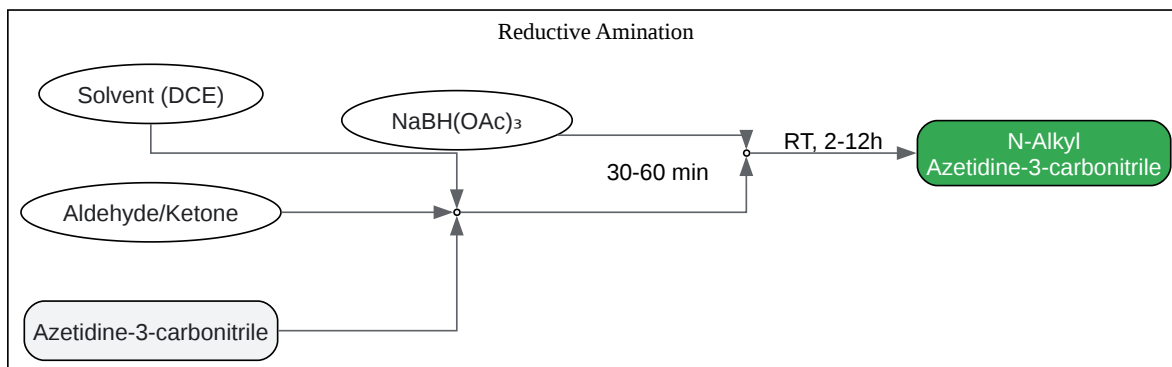 Reductive Amination
Solvent (DCE)
NaBH(OAc)₃
RT, 2-12h
N-Alkyl
Azetidine-3-carbonitrile
30-60 min
Aldehyde/Ketone
Azetidine-3-carbonitrile